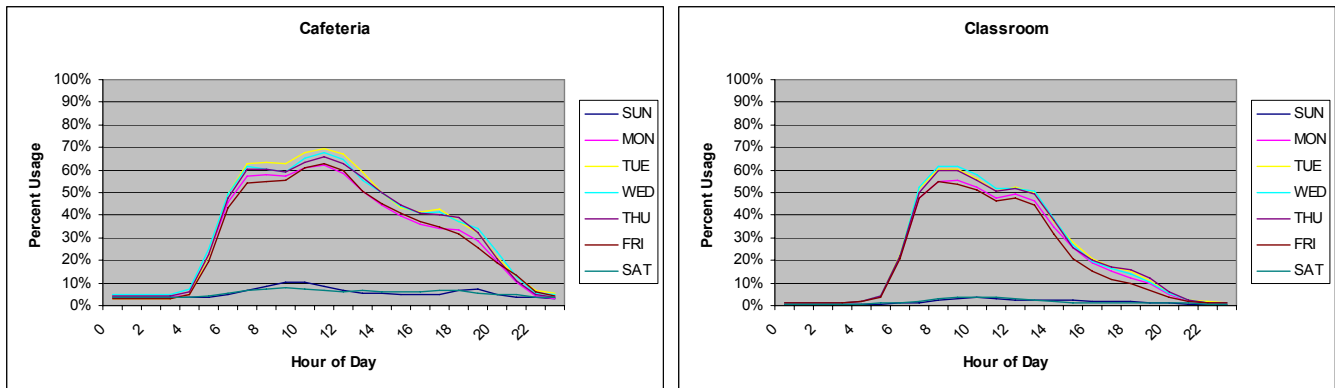 Cafeteria
100%
90%
80%
70%
60%
50%
40%
30%
20%
10%
0%
Percent Usage
0
2
4
6
8
10
12
14
16
18
20
22
Hour of Day
SUN
MON
TUE
WED
THU
FRI
SAT
Classroom
100%
90%
80%
70%
60%
50%
40%
30%
20%
10%
0%
Percent Usage
0
2
4
6
8
10
12
14
16
18
20
22
Hour of Day
SUN
MON
TUE
WED
THU
FRI
SAT